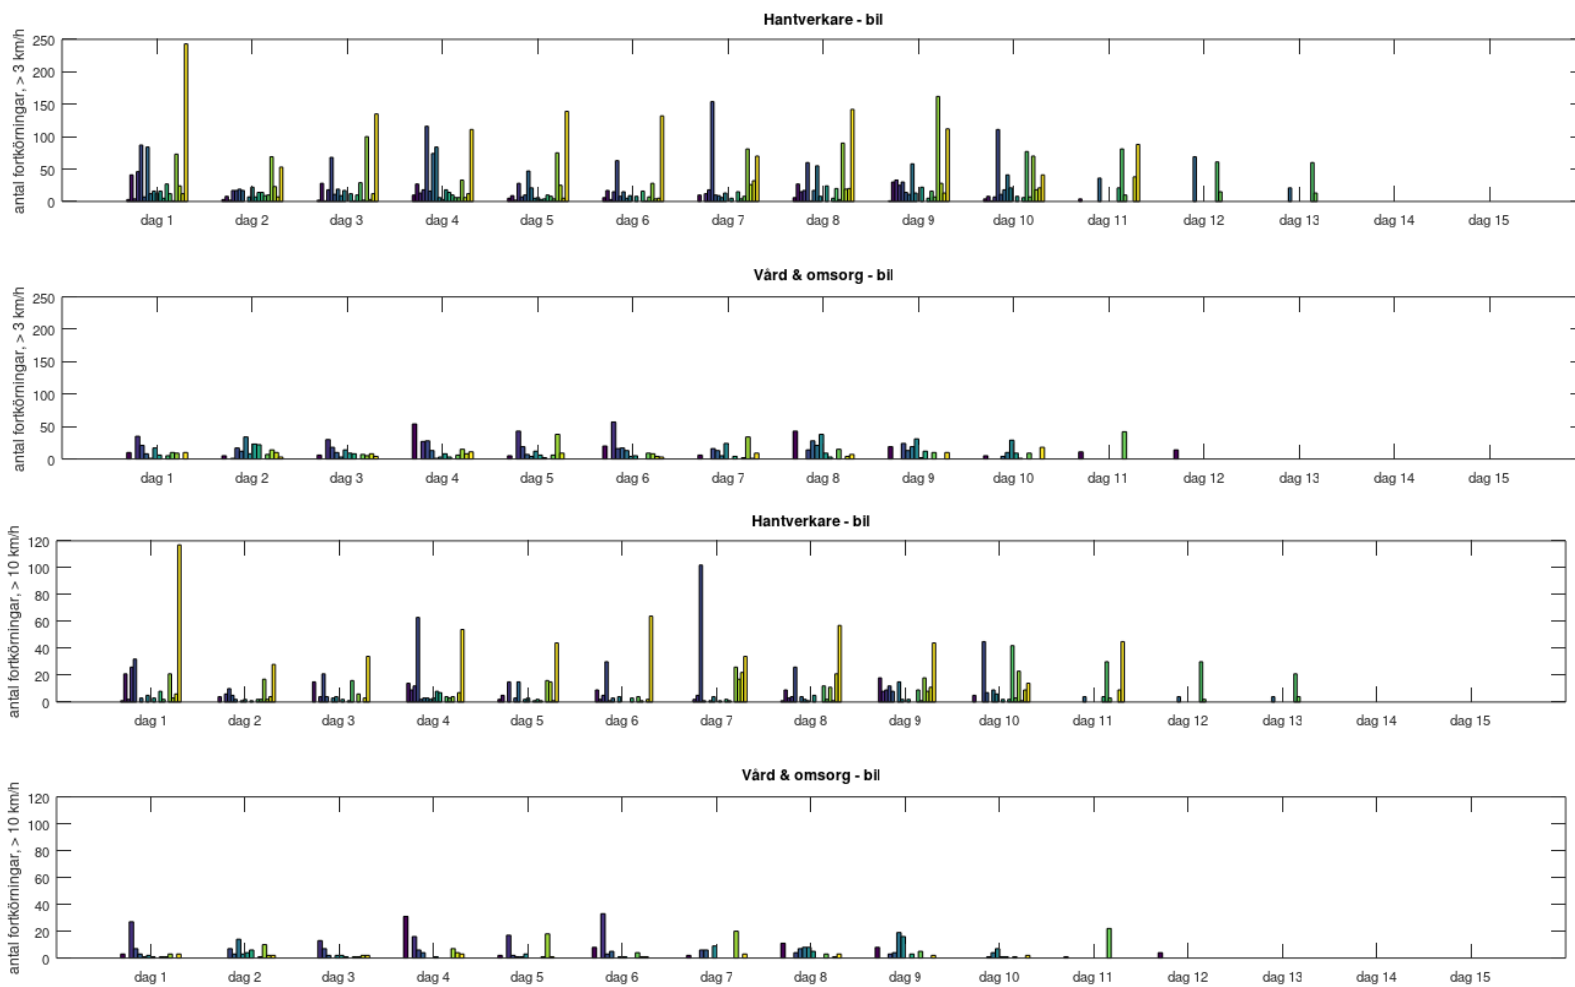 Hantverkare - bil
antal fortkörningar, > 3 km/h
250
200
150
100
50
0
dag 1 dag 2 dag 3 dag 4 dag 5 dag 6 dag 7 dag 8 dag 9 dag 10 dag 11 dag 12 dag 13 dag 14 dag 15
Vård & omsorg - bil
antal fortkörningar, > 3 km/h
250
200
150
100
50
0
dag 1 dag 2 dag 3 dag 4 dag 5 dag 6 dag 7 dag 8 dag 9 dag 10 dag 11 dag 12 dag 13 dag 14 dag 15
Hantverkare - bil
antal fortkörningar, > 10 km/h
120
100
80
60
40
20
0
dag 1 dag 2 dag 3 dag 4 dag 5 dag 6 dag 7 dag 8 dag 9 dag 10 dag 11 dag 12 dag 13 dag 14 dag 15
Vård & omsorg - bil
antal fortkörningar, > 10 km/h
120
100
80
60
40
20
0
dag 1 dag 2 dag 3 dag 4 dag 5 dag 6 dag 7 dag 8 dag 9 dag 10 dag 11 dag 12 dag 13 dag 14 dag 15